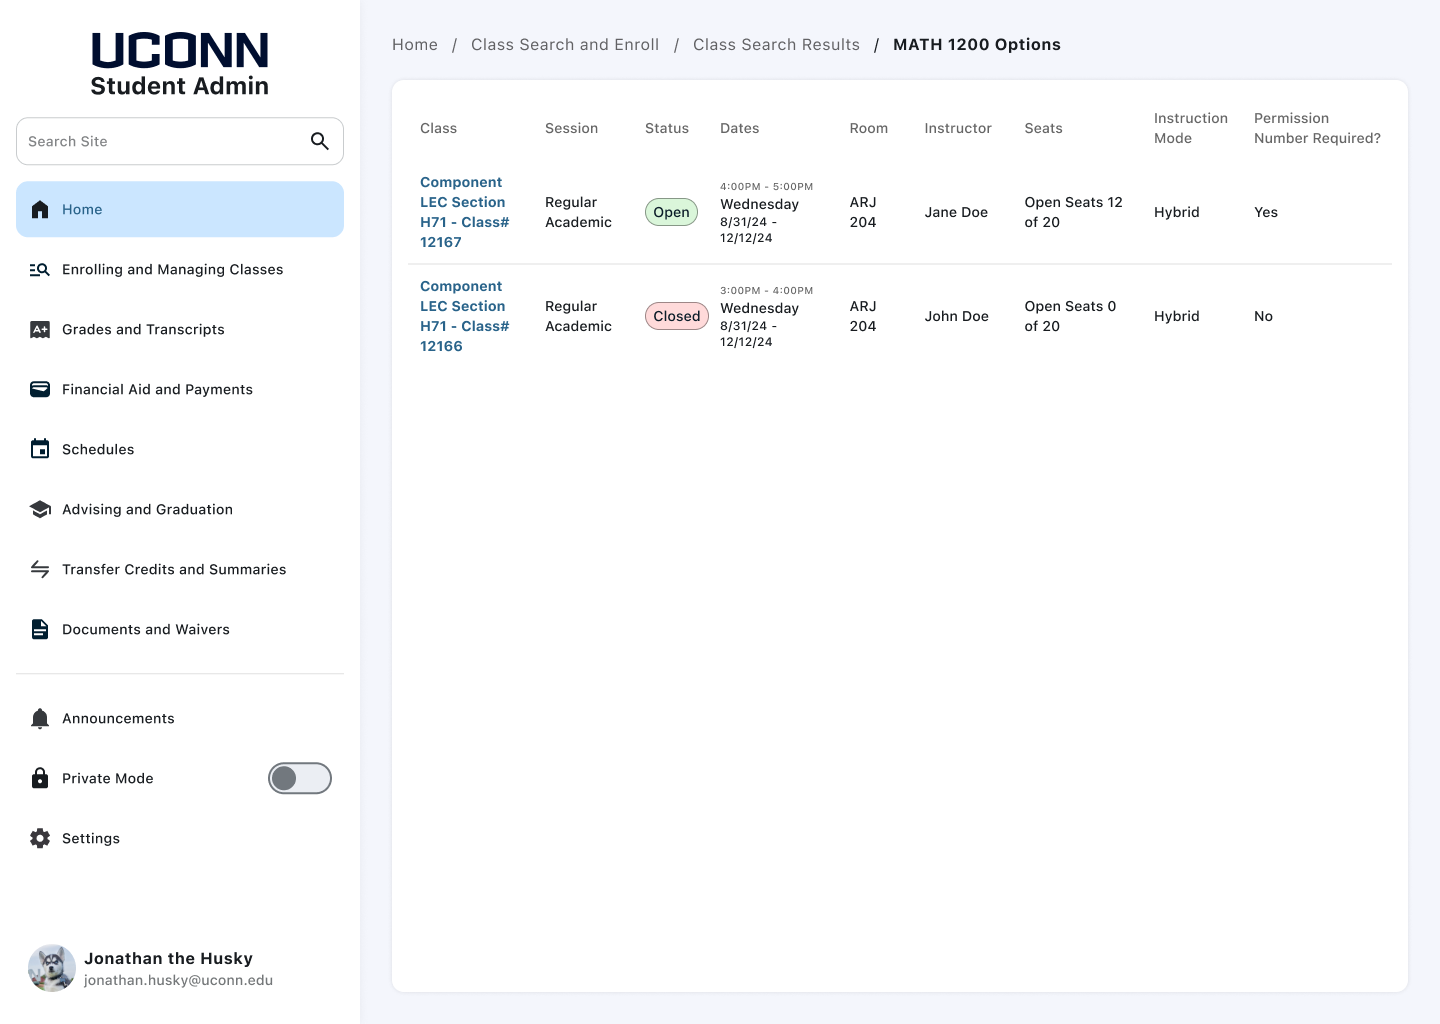 UCONN
Student Admin
Search Site
Home
Enrolling and Managing Classes
Grades and Transcripts
Financial Aid and Payments
Schedules
Advising and Graduation
Transfer Credits and Summaries
Documents and Waivers
Announcements
Private Mode
Settings
Jonathan the Husky
jonathan.husky@uconn.edu
Home / Class Search and Enroll / Class Search Results / MATH 1200 Options
Class
Session
Status
Dates
Room
Instructor
Seats
Instruction
Mode
Permission
Number Required?
Component
LEC Section
H71 - Class#
12167
Regular
Academic
Open
4:00PM - 5:00PM
Wednesday
8/31/24 -
12/12/24
ARJ
204
Jane Doe
Open Seats 12
of 20
Hybrid
Yes
Component
LEC Section
H71 - Class#
12166
Regular
Academic
Closed
3:00PM - 4:00PM
Wednesday
8/31/24 -
12/12/24
ARJ
204
John Doe
Open Seats 0
of 20
Hybrid
No